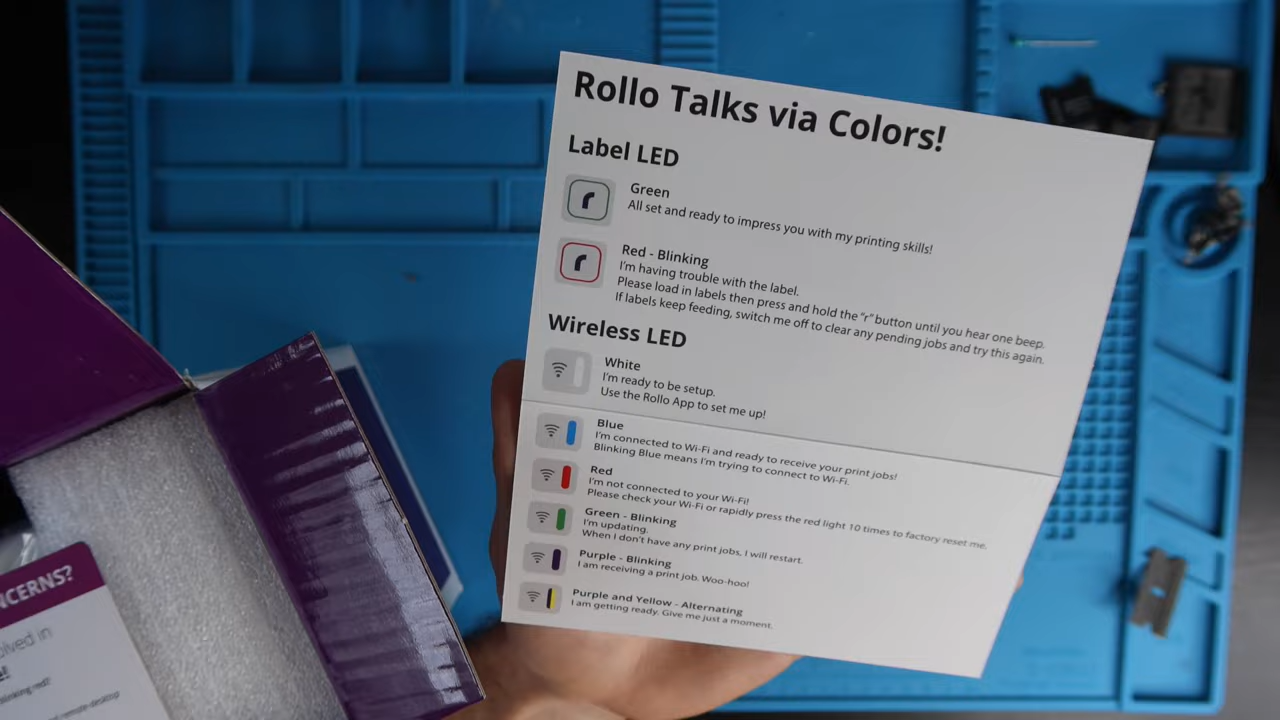 Rollo Talks via Colors!
Label LED
Green
All set and ready to impress you with my printing skills!
Red - Blinking
I'm having trouble with the label.
Please load in labels then press and hold the "r" button until you hear one beep.
If labels keep feeding, switch me off to clear any pending jobs and try this again.
Wireless LED
White
I'm ready to be setup.
Use the Rollo App to set me up!
Blue
I'm connected to Wi-Fi and ready to receive your print jobs!
Blinking Blue means I'm trying to connect to Wi-Fi.
Red
I'm not connected to your Wi-Fi!
Please check your Wi-Fi or rapidly press the red light 10 times to factory reset me.
Green - Blinking
I'm updating.
When I don't have any print jobs, I will restart.
Purple - Blinking
I am receiving a print job. Woo-hoo!
Purple and Yellow - Alternating
I am getting ready. Give me just a moment.
NCERNS?
olved in
blinking red?
remote desktop